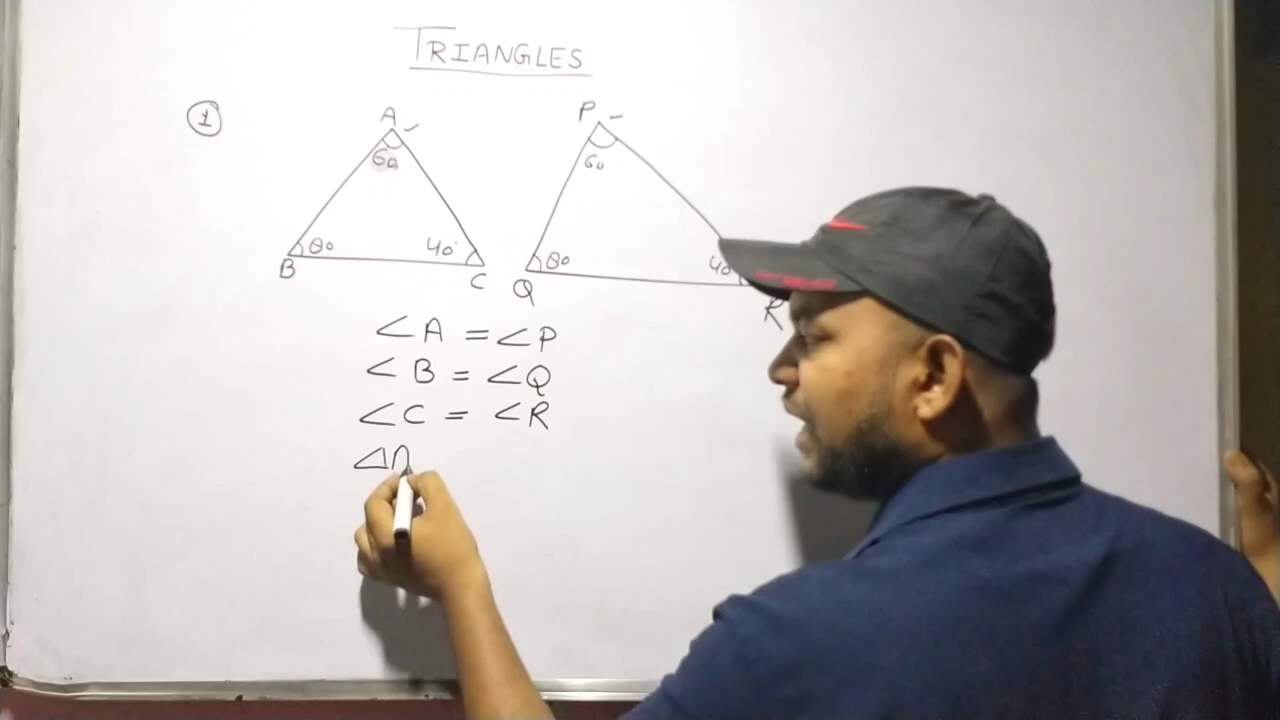 TRIANGLES
1
A
P
60
60
80
40°
80
40
B
C
Q
R
∠A = ∠P
∠B = ∠Q
∠C = ∠R
△A